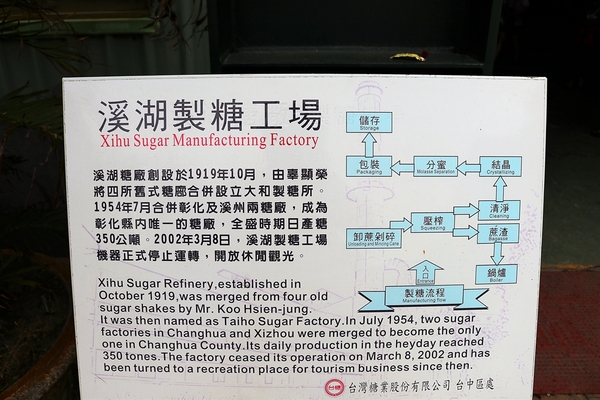 溪湖製糖工場
Xihu Sugar Manufacturing Factory
溪湖糖廠創設於1919年10月，由辜顯榮
將四所舊式糖廍合併設立大和製糖所。
1954年7月合併彰化及溪州兩糖廠，成為
彰化縣內唯一的糖廠，全盛時期日產糖
350公噸。2002年3月8日，溪湖製糖工場
機器正式停止運轉，開放休閒觀光。
Xihu Sugar Refinery,established in
October 1919,was merged from four old
sugar shakes by Mr. Koo Hsien-jung.
It was then named as Taiho Sugar Factory.In July 1954, two sugar
factories in Changhua and Xizhou were merged to become the only
one in Changhua County.Its daily production in the heyday reached
350 tones.The factory ceased its operation on March 8, 2002 and has
been turned to a recreation place for tourism business since then.
儲存
Storage
包裝
Packaging
分蜜
Molasse Separation
結晶
Crystallizing
清淨
Cleaning
壓榨
Squeezing
卸蔗剁碎
Unloading and Mincing Cane
蔗渣
Bagasse
鍋爐
Boiler
入口
Entrance
製糖流程
Manufacturing flow
台糖
台灣糖業股份有限公司 台中區處